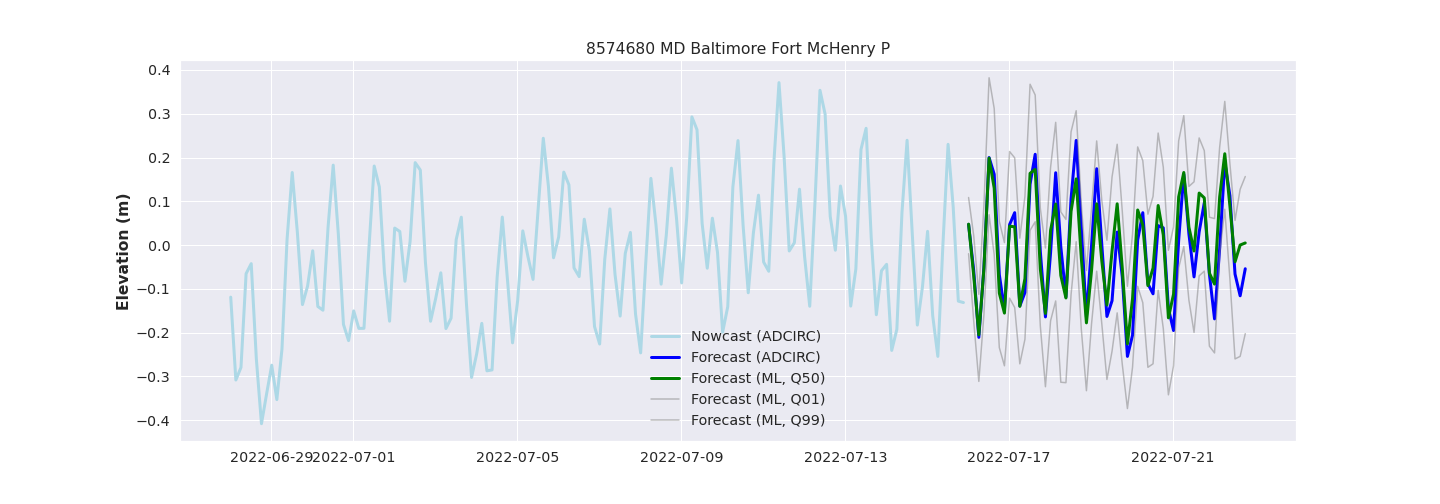 8574680 MD Baltimore Fort McHenry P
Elevation (m)
0.4
0.3
0.2
0.1
0.0
−0.1
−0.2
−0.3
−0.4
Nowcast (ADCIRC)
Forecast (ADCIRC)
Forecast (ML, Q50)
Forecast (ML, Q01)
Forecast (ML, Q99)
2022-06-29 2022-07-01 2022-07-05 2022-07-09 2022-07-13 2022-07-17 2022-07-21